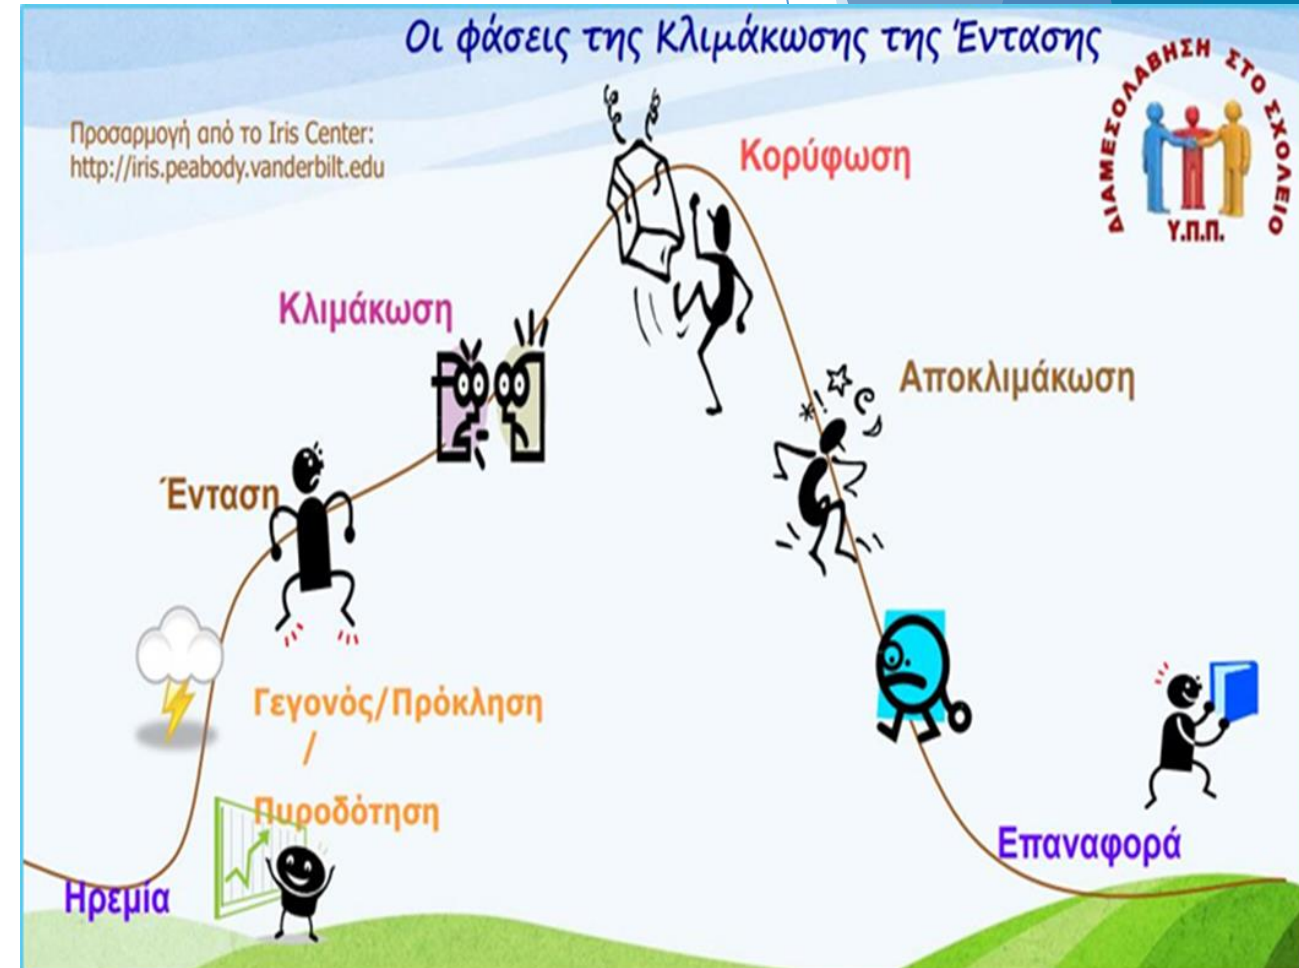 Οι φάσεις της Κλιμάκωσης της Έντασης
ΔΙΑΜΕΣΟΛΑΒΗΣΗ ΣΤΟ ΣΧΟΛΕΙΟ
Υ.Π.Π.
Προσαρμογή από το Iris Center:
http://iris.peabody.vanderbilt.edu
Κορύφωση
Κλιμάκωση
Αποκλιμάκωση
Ένταση
Γεγονός/Πρόκληση
/
Πυροδότηση
Επαναφορά
Ηρεμία